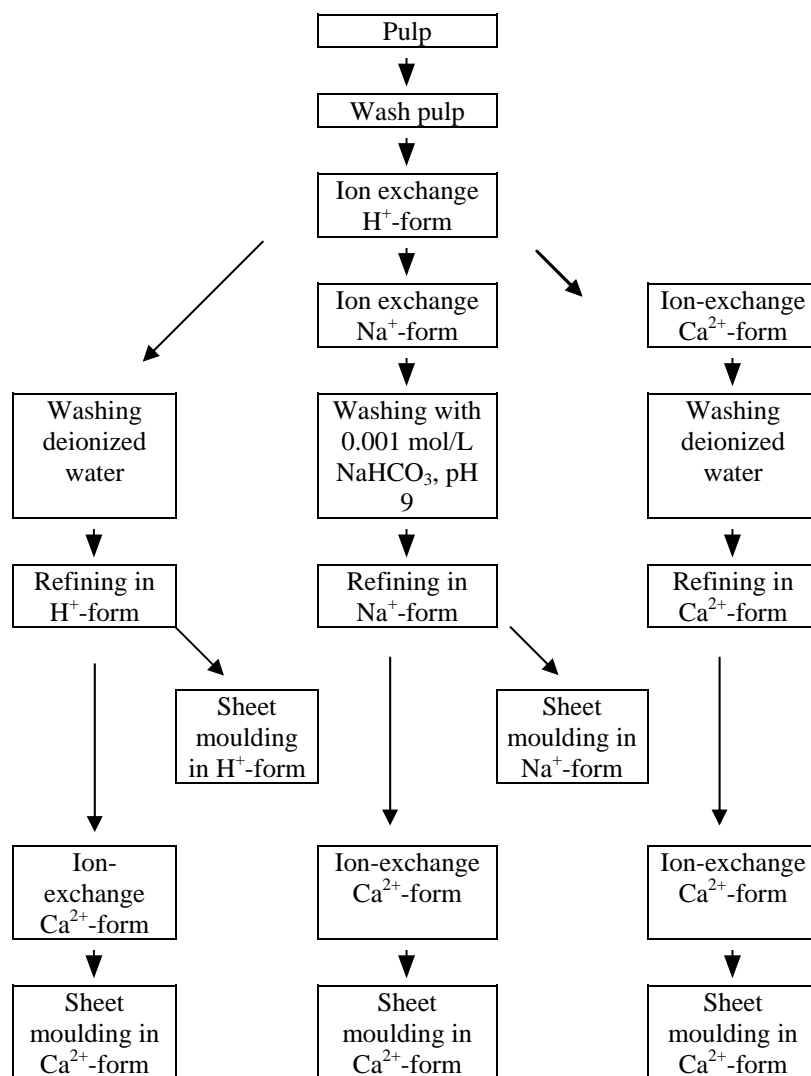 Pulp
Wash pulp
Ion exchange
H⁺-form
Ion exchange
Na⁺-form
Ion-exchange
Ca²⁺-form
Washing
deionized
water
Washing with
0.001 mol/L
NaHCO₃, pH
9
Washing
deionized
water
Refining in
H⁺-form
Refining in
Na⁺-form
Refining in
Ca²⁺-form
Sheet
moulding
in H⁺-form
Sheet
moulding in
Na⁺-form
Ion-
exchange
Ca²⁺-form
Ion-exchange
Ca²⁺-form
Ion-exchange
Ca²⁺-form
Sheet
moulding in
Ca²⁺-form
Sheet
moulding in
Ca²⁺-form
Sheet
moulding in
Ca²⁺-form